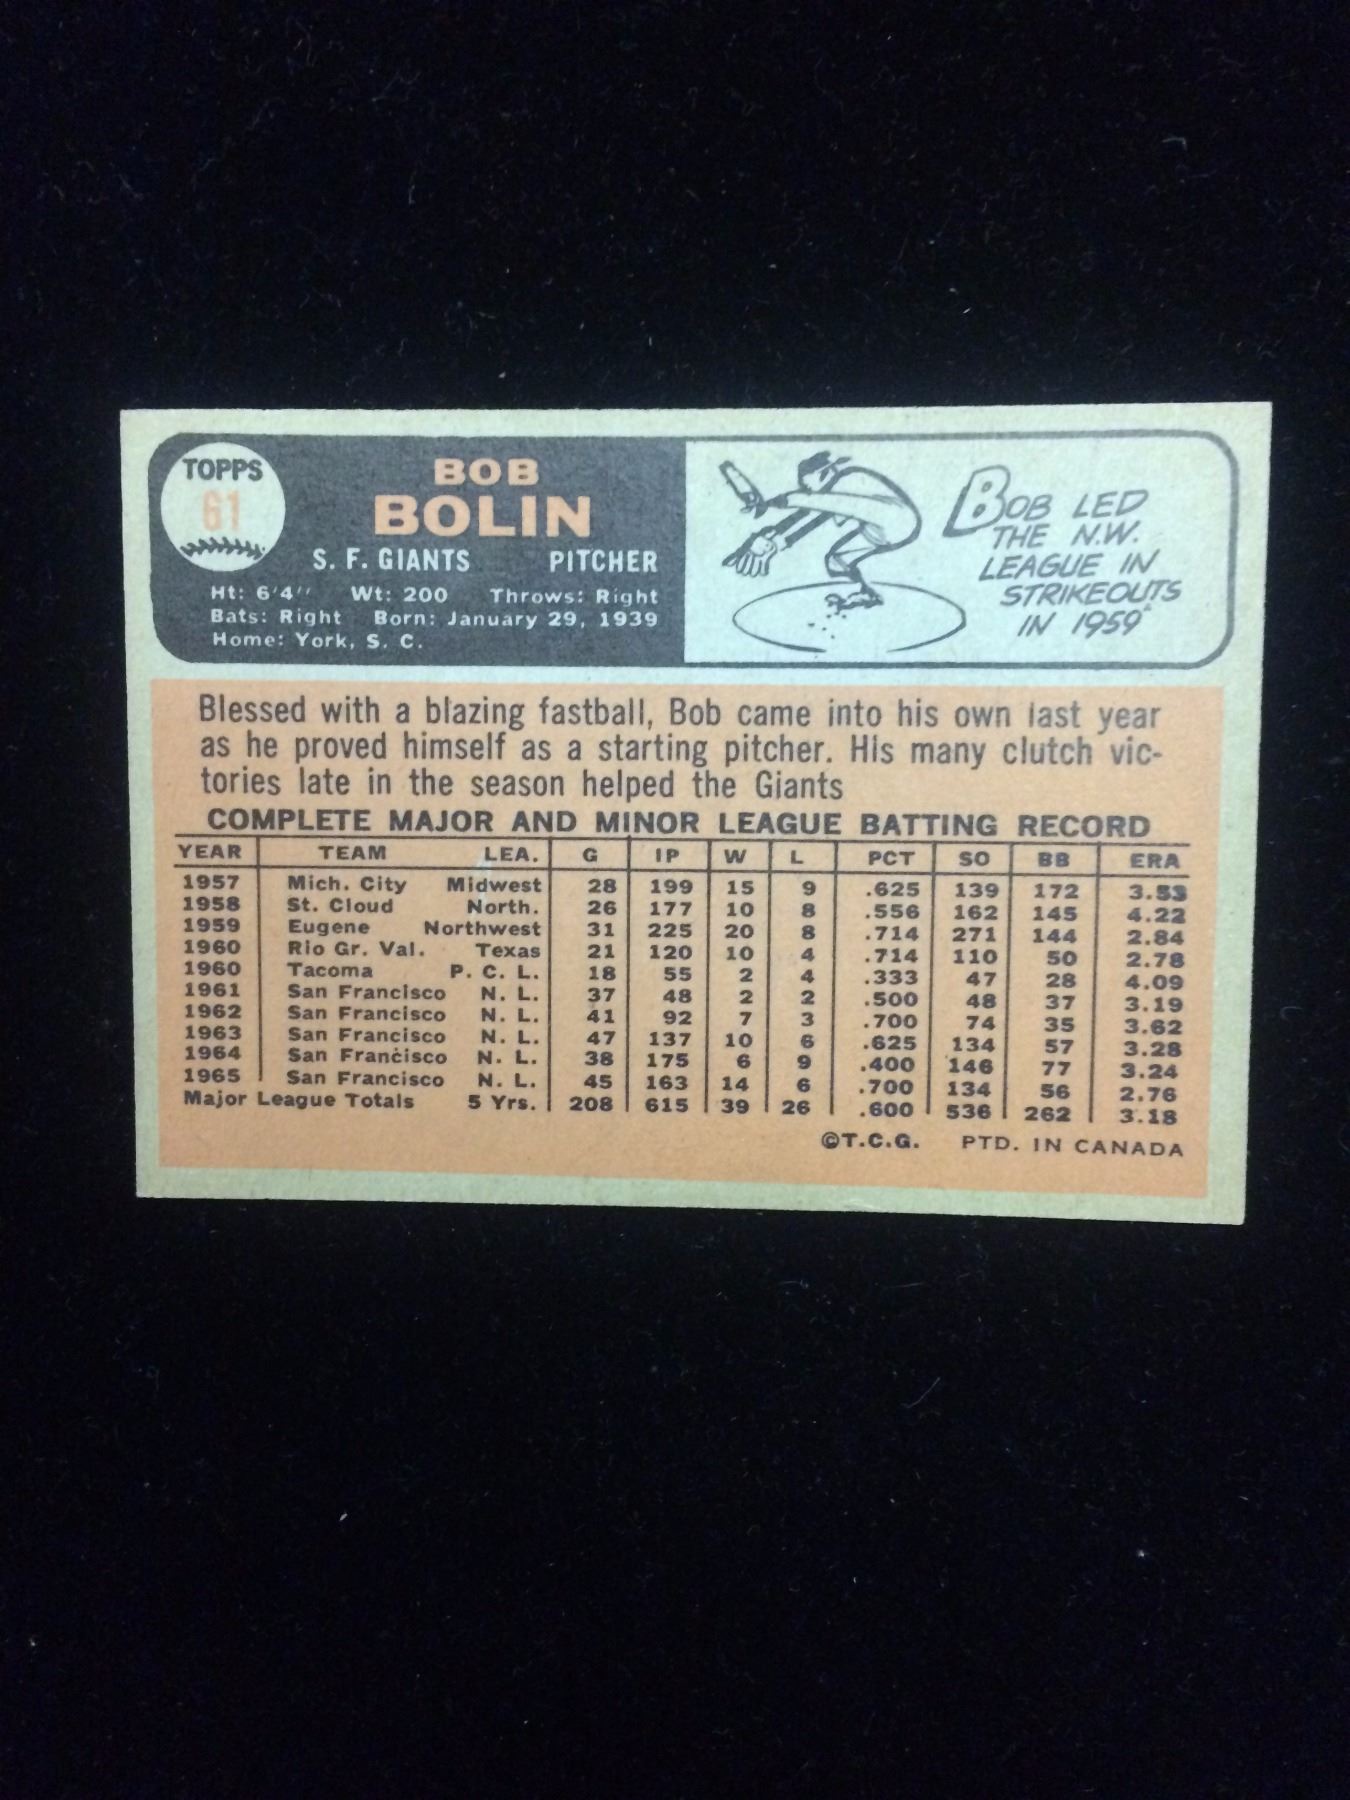 TOPPS
61
BOB
BOLIN
S. F. GIANTS PITCHER
Ht: 6'4'' Wt: 200 Throws: Right
Bats: Right Born: January 29, 1939
Home: York, S. C.
BOB LED
THE N.W.
LEAGUE IN
STRIKEOUTS
IN 1959
Blessed with a blazing fastball, Bob came into his own last year
as he proved himself as a starting pitcher. His many clutch vic-
tories late in the season helped the Giants
COMPLETE MAJOR AND MINOR LEAGUE BATTING RECORD
YEAR TEAM LEA. G IP W L PCT SO BB ERA
1957 Mich. City Midwest 28 199 15 9 .625 139 172 3.53
1958 St. Cloud North. 26 177 10 8 .556 162 145 4.22
1959 Eugene Northwest 31 225 20 8 .714 271 144 2.84
1960 Rio Gr. Val. Texas 21 120 10 4 .714 110 50 2.78
1960 Tacoma P. C. L. 18 55 2 4 .333 47 28 4.09
1961 San Francisco N. L. 37 48 2 2 .500 48 37 3.19
1962 San Francisco N. L. 41 92 7 3 .700 74 35 3.62
1963 San Francisco N. L. 47 137 10 6 .625 134 57 3.28
1964 San Francisco N. L. 38 175 6 9 .400 146 77 3.24
1965 San Francisco N. L. 45 163 14 6 .700 134 56 2.76
Major League Totals 5 Yrs. 208 615 39 26 .600 536 262 3.18
©T.C.G. PTD. IN CANADA